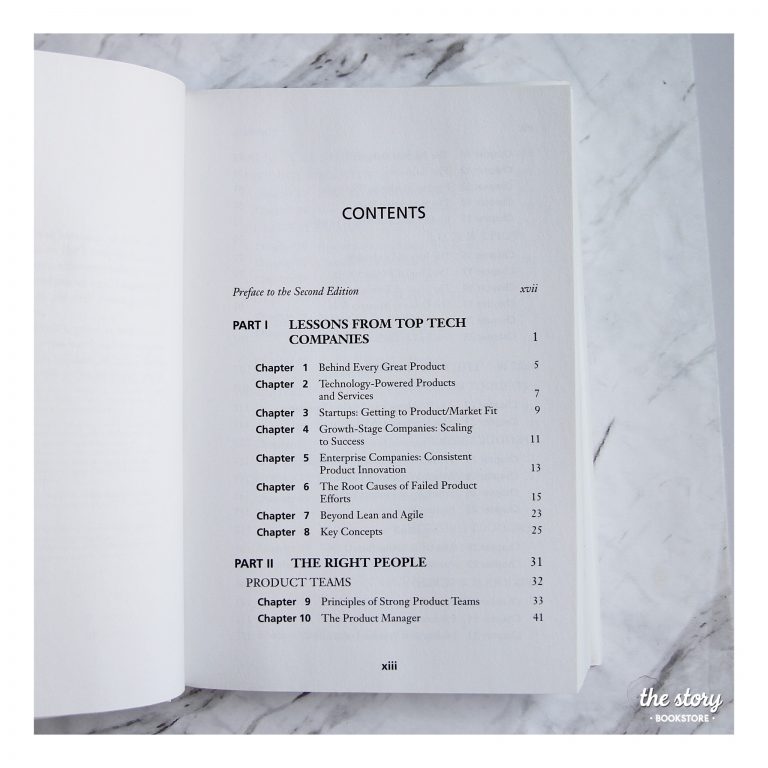 CONTENTS
Preface to the Second Edition xvii
PART I LESSONS FROM TOP TECH
COMPANIES 1
Chapter 1 Behind Every Great Product 5
Chapter 2 Technology-Powered Products
and Services 7
Chapter 3 Startups: Getting to Product/Market Fit 9
Chapter 4 Growth-Stage Companies: Scaling
to Success 11
Chapter 5 Enterprise Companies: Consistent
Product Innovation 13
Chapter 6 The Root Causes of Failed Product
Efforts 15
Chapter 7 Beyond Lean and Agile 23
Chapter 8 Key Concepts 25
PART II THE RIGHT PEOPLE 31
PRODUCT TEAMS 32
Chapter 9 Principles of Strong Product Teams 33
Chapter 10 The Product Manager 41
xiii
the story
· BOOKSTORE ·